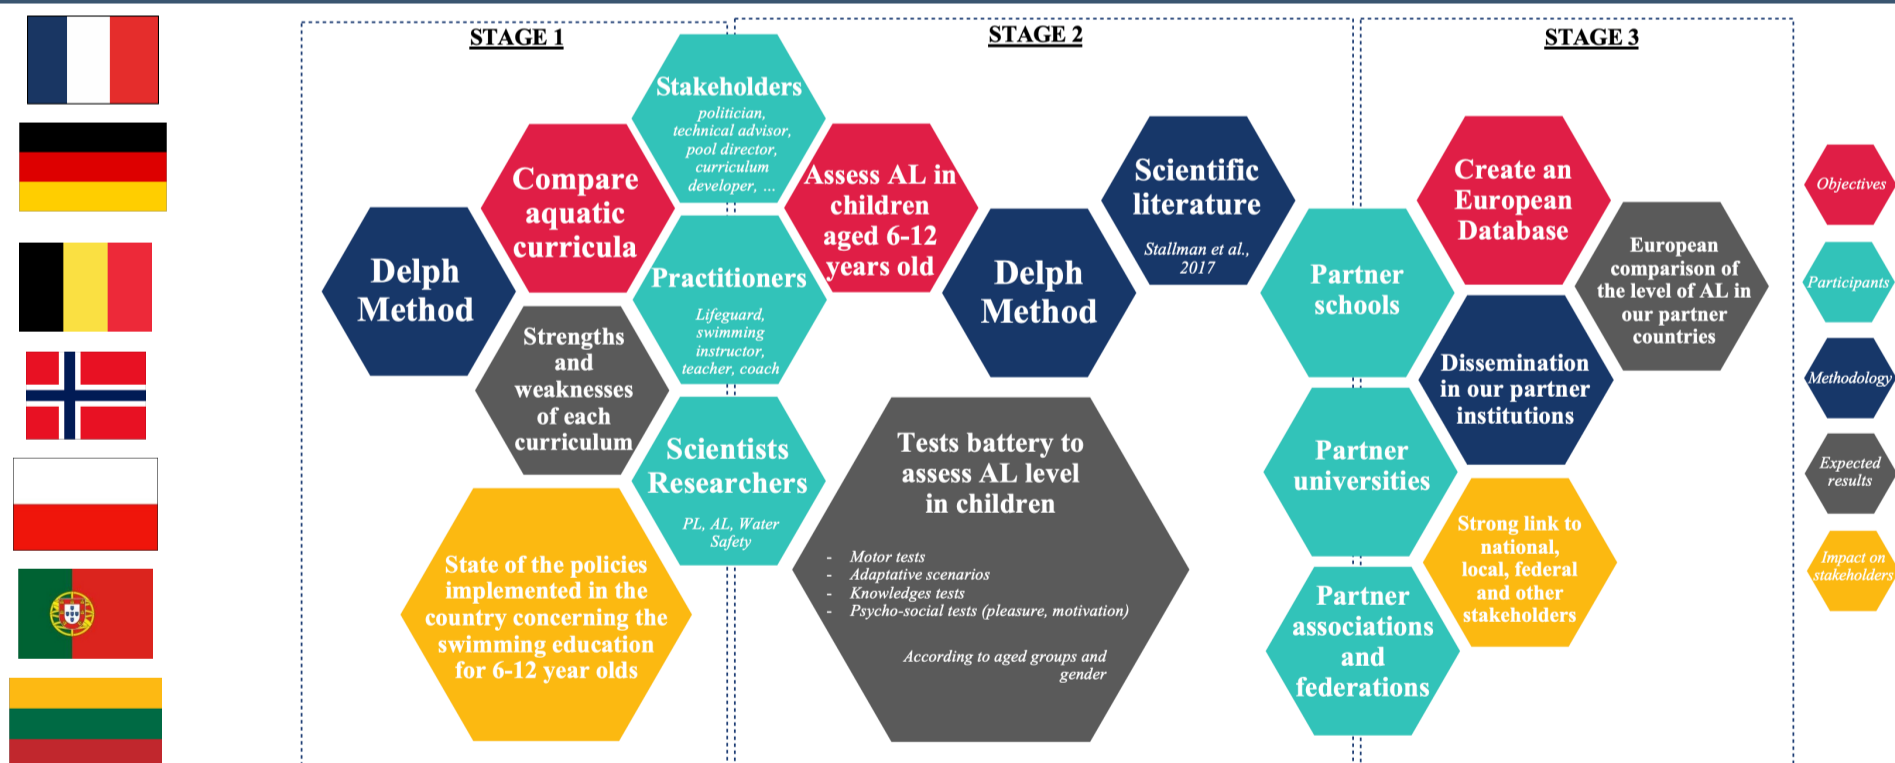 STAGE 1
Delph
Method
Compare
aquatic
curricula
Strengths
and
weaknesses
of each
curriculum
State of the policies
implemented in the
country concerning the
swimming education
for 6-12 year olds
Stakeholders
politician,
technical advisor,
pool director,
curriculum
developer, ...
Practitioners
Lifeguard,
swimming
instructor,
teacher, coach
Scientists
Researchers
PL, AL, Water
Safety
STAGE 2
Assess AL in
children
aged 6-12
years old
Delph
Method
Scientific
literature
Stallman et al.,
2017
Tests battery to
assess AL level
in children
- Motor tests
- Adaptative scenarios
- Knowledges tests
- Psycho-social tests (pleasure, motivation)
According to aged groups and
gender
Partner
schools
Partner
universities
Partner
associations
and
federations
STAGE 3
Create an
European
Database
European
comparison of
the level of AL in
our partner
countries
Dissemination
in our partner
institutions
Strong link to
national,
local, federal
and other
stakeholders
Objectives
Participants
Methodology
Expected
results
Impact on
stakeholders